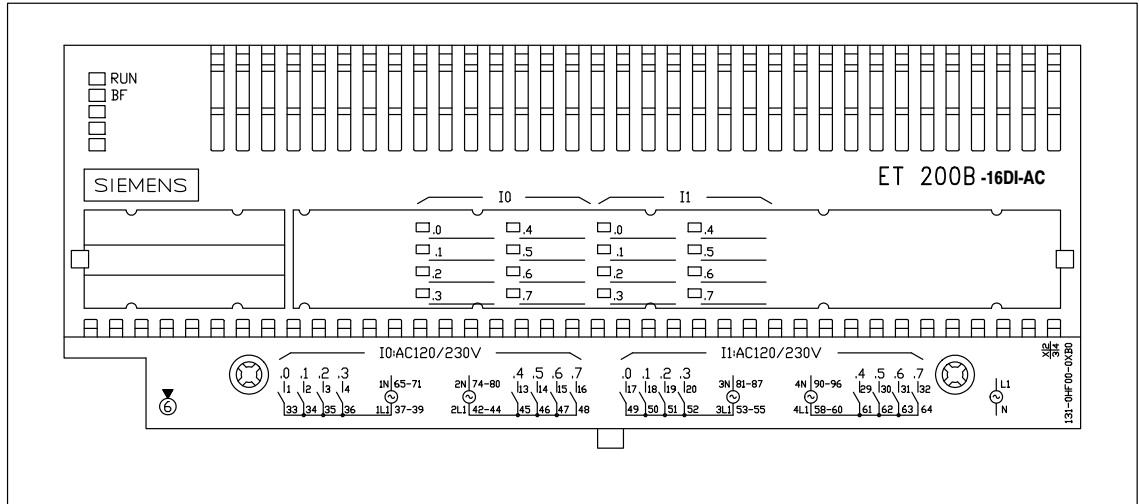 RUN
BF
SIEMENS
ET 200B -16DI-AC
I0 I1
.0 .4 .0 .4
.1 .5 .1 .5
.2 .6 .2 .6
.3 .7 .3 .7
I0:AC120/230V I1:AC120/230V
X|2
3|4
.0 .1 .2 .3 .4 .5 .6 .7 .0 .1 .2 .3 .4 .5 .6 .7
1 2 3 4 1N 65-71 2N 74-80 13 14 15 16 17 18 19 20 3N 81-87 4N 90-96 29 30 31 32 L1
6
33 34 35 36 1L1 37-39 2L1 42-44 45 46 47 48 49 50 51 52 3L1 53-55 4L1 58-60 61 62 63 64 N
131-0HF00-0XB0